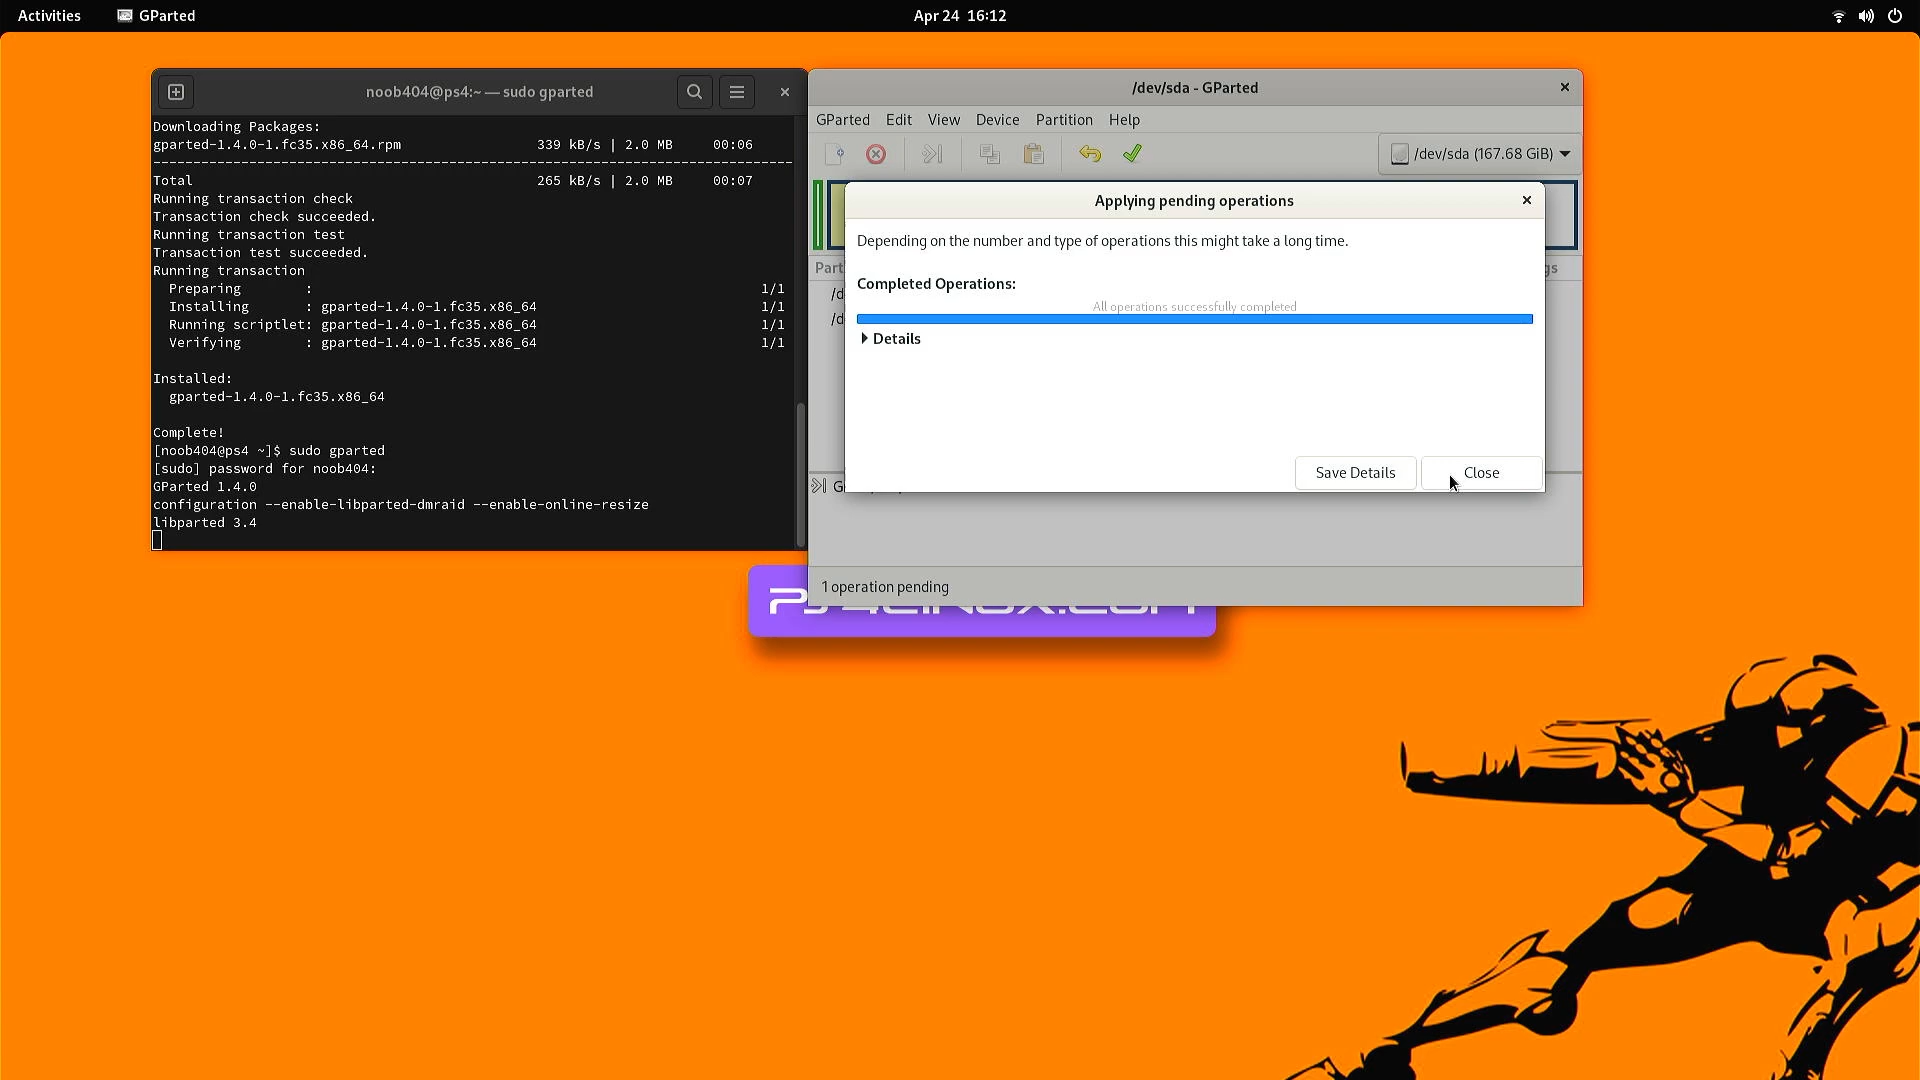 Activities
GParted
Apr 24 16:12
noob404@ps4:~ — sudo gparted
Downloading Packages:
gparted-1.4.0-1.fc35.x86_64.rpm 339 kB/s | 2.0 MB 00:06
--------------------------------------------------------------------------------
Total 265 kB/s | 2.0 MB 00:07
Running transaction check
Transaction check succeeded.
Running transaction test
Transaction test succeeded.
Running transaction
Preparing : 1/1
Installing : gparted-1.4.0-1.fc35.x86_64 1/1
Running scriptlet: gparted-1.4.0-1.fc35.x86_64 1/1
Verifying : gparted-1.4.0-1.fc35.x86_64 1/1
Installed:
gparted-1.4.0-1.fc35.x86_64
Complete!
[noob404@ps4 ~]$ sudo gparted
[sudo] password for noob404:
GParted 1.4.0
configuration --enable-libparted-dmraid --enable-online-resize
libparted 3.4
/dev/sda - GParted
GParted Edit View Device Partition Help
/dev/sda (167.68 GiB)
Applying pending operations
Depending on the number and type of operations this might take a long time.
Completed Operations:
All operations successfully completed
Details
Save Details
Close
1 operation pending